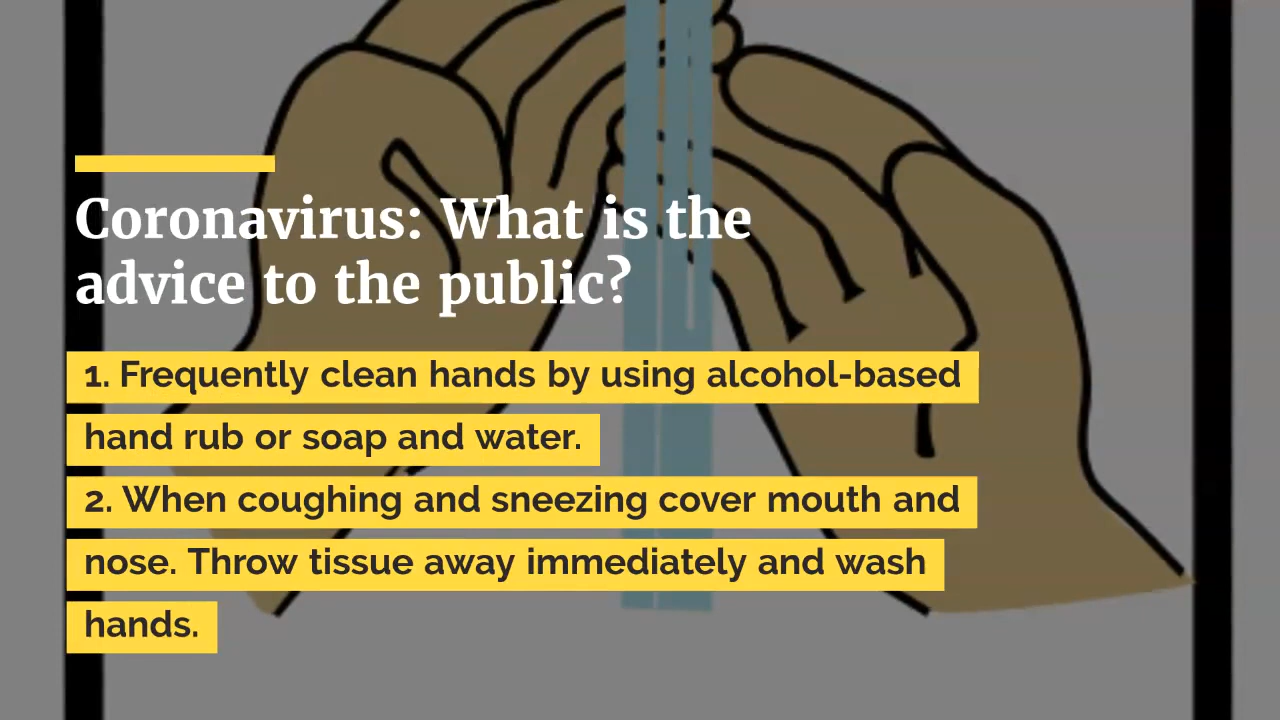 Coronavirus: What is the
advice to the public?
1. Frequently clean hands by using alcohol-based
hand rub or soap and water.
2. When coughing and sneezing cover mouth and
nose. Throw tissue away immediately and wash
hands.